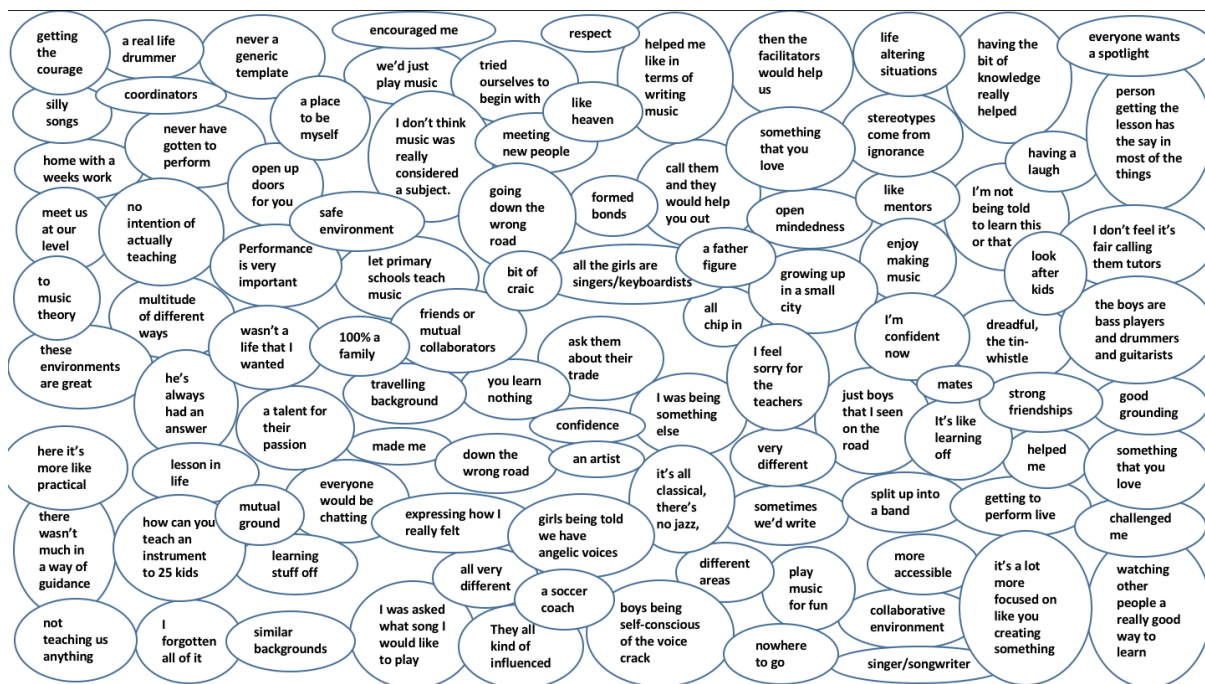 getting
the
courage
a real life
drummer
never a
generic
template
encouraged me
we'd just
play music
tried
ourselves to
begin with
respect
helped me
like in
terms of
writing
music
then the
facilitators
would help
us
life
altering
situations
having the
bit of
knowledge
really
helped
everyone wants
a spotlight
silly
songs
coordinators
never have
gotten to
perform
a place
to be
myself
I don't think
music was
really
considered
a subject.
like
heaven
meeting
new people
something
that you
love
stereotypes
come from
ignorance
having a
laugh
person
getting the
lesson has
the say in
most of the
things
home with a
weeks work
open up
doors
for you
going
down the
wrong
road
formed
bonds
call them
and they
would help
you out
open
mindedness
like
mentors
I'm not
being told
to learn this
or that
meet us
at our
level
no
intention of
actually
teaching
safe
environment
Performance
is very
important
let primary
schools teach
music
bit of
craic
all the girls are
singers/keyboardists
a father
figure
growing up
in a small
city
enjoy
making
music
look
after
kids
I don't feel it's
fair calling
them tutors
to
music
theory
multitude
of different
ways
wasn't a
life that I
wanted
100% a
family
friends or
mutual
collaborators
all
chip in
I'm
confident
now
dreadful,
the tin-
whistle
the boys are
bass players
and drummers
and guitarists
these
environments
are great
he's
always
had an
answer
a talent for
their
passion
travelling
background
you learn
nothing
ask them
about their
trade
I feel
sorry for
the
teachers
I was being
something
else
just boys
that I seen
on the
road
mates
It's like
learning
off
strong
friendships
good
grounding
here it's
more like
practical
lesson in
life
made me
down the
wrong road
confidence
an artist
very
different
helped
me
something
that you
love
there
wasn't
much in
a way of
guidance
how can you
teach an
instrument
to 25 kids
mutual
ground
everyone
would be
chatting
expressing how I
really felt
girls being told
we have
angelic voices
it's all
classical,
there's
no jazz,
sometimes
we'd write
split up into
a band
getting to
perform live
challenged
me
learning
stuff off
all very
different
a soccer
coach
different
areas
play
music
for fun
more
accessible
collaborative
environment
it's a lot
more
focused on
like you
creating
something
watching
other
people a
really good
way to
learn
not
teaching us
anything
I
forgotten
all of it
similar
backgrounds
I was asked
what song I
would like
to play
They all
kind of
influenced
boys being
self-conscious
of the voice
crack
nowhere
to go
singer/songwriter